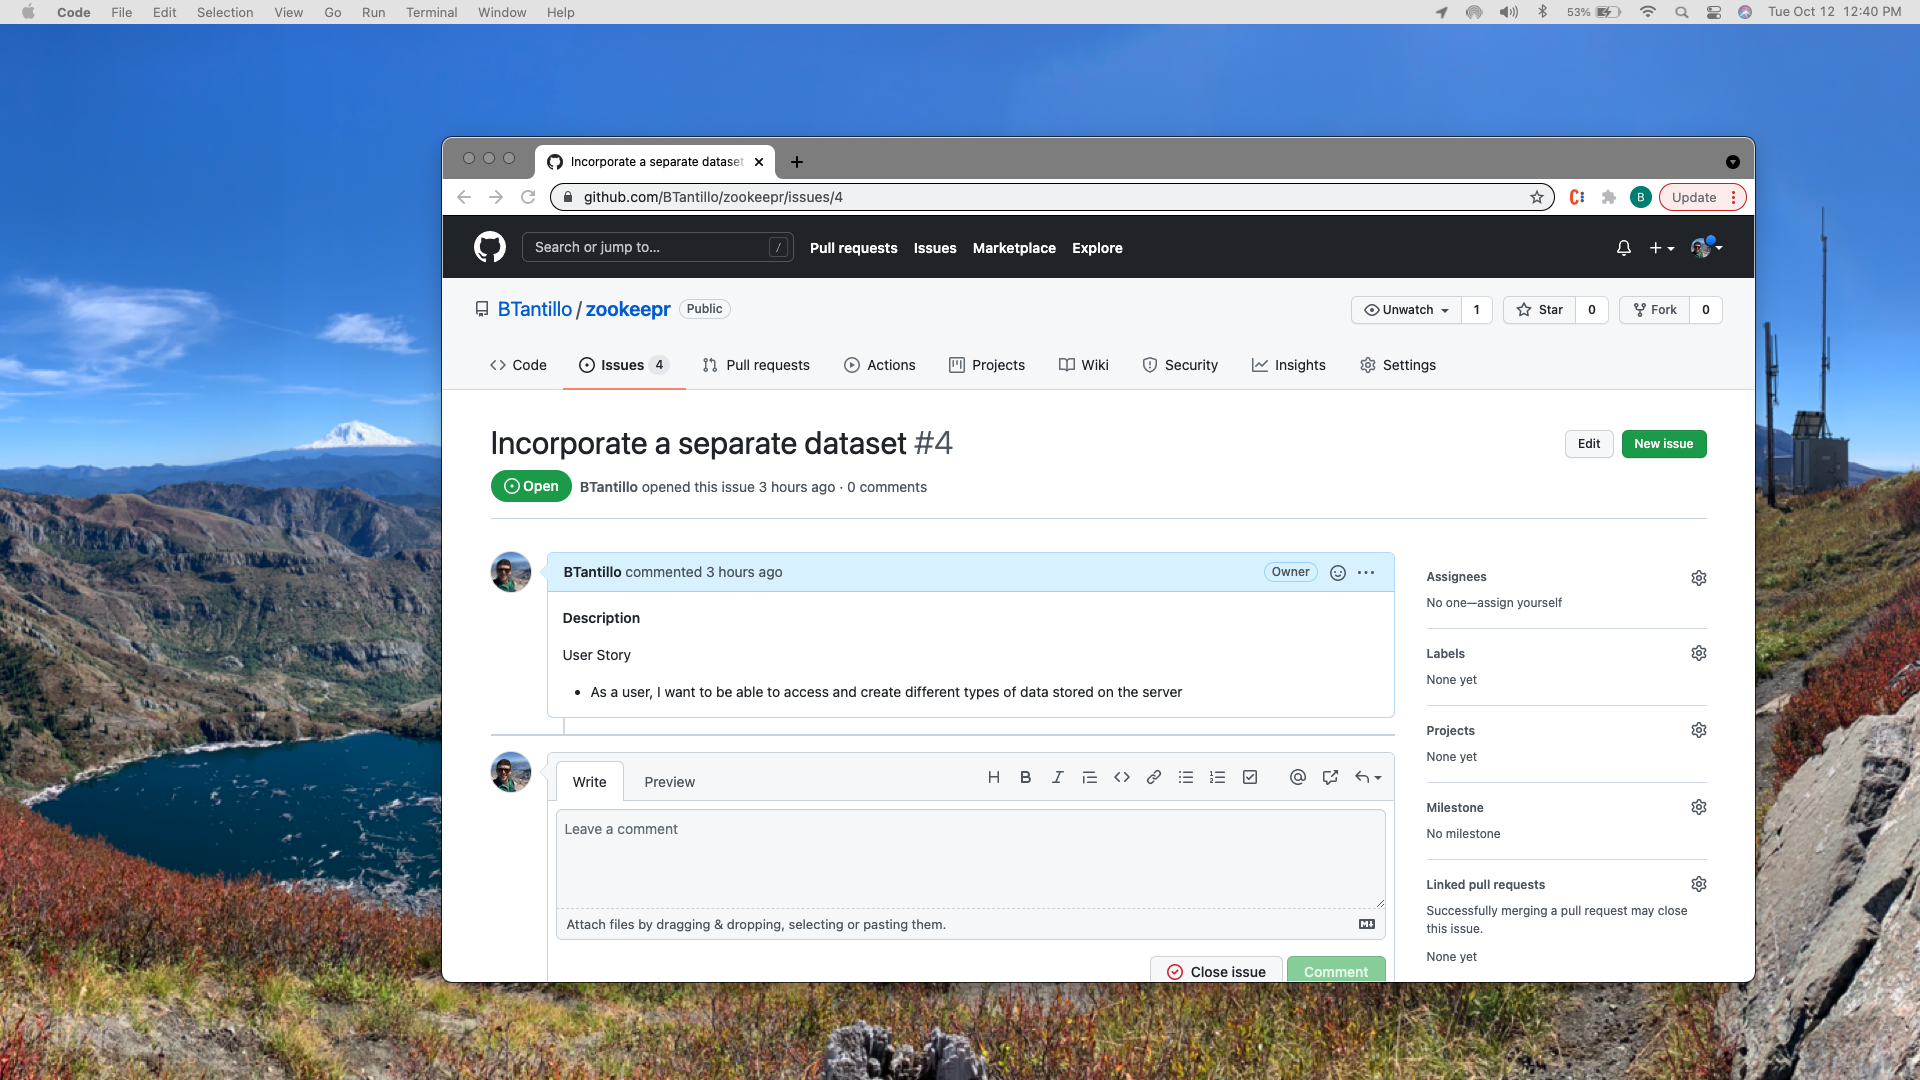 Code File Edit Selection View Go Run Terminal Window Help 53% Tue Oct 12 12:40 PM
Incorporate a separate dataset
github.com/BTantillo/zookeepr/issues/4 B Update
Search or jump to... / Pull requests Issues Marketplace Explore
BTantillo / zookeepr Public Unwatch 1 Star 0 Fork 0
Code Issues 4 Pull requests Actions Projects Wiki Security Insights Settings
Incorporate a separate dataset #4 Edit New issue
Open BTantillo opened this issue 3 hours ago · 0 comments
BTantillo commented 3 hours ago Owner
Description
User Story
• As a user, I want to be able to access and create different types of data stored on the server
Write Preview H B I @
Leave a comment
Attach files by dragging & dropping, selecting or pasting them.
Close issue Comment
Assignees
No one—assign yourself
Labels
None yet
Projects
None yet
Milestone
No milestone
Linked pull requests
Successfully merging a pull request may close
this issue.
None yet